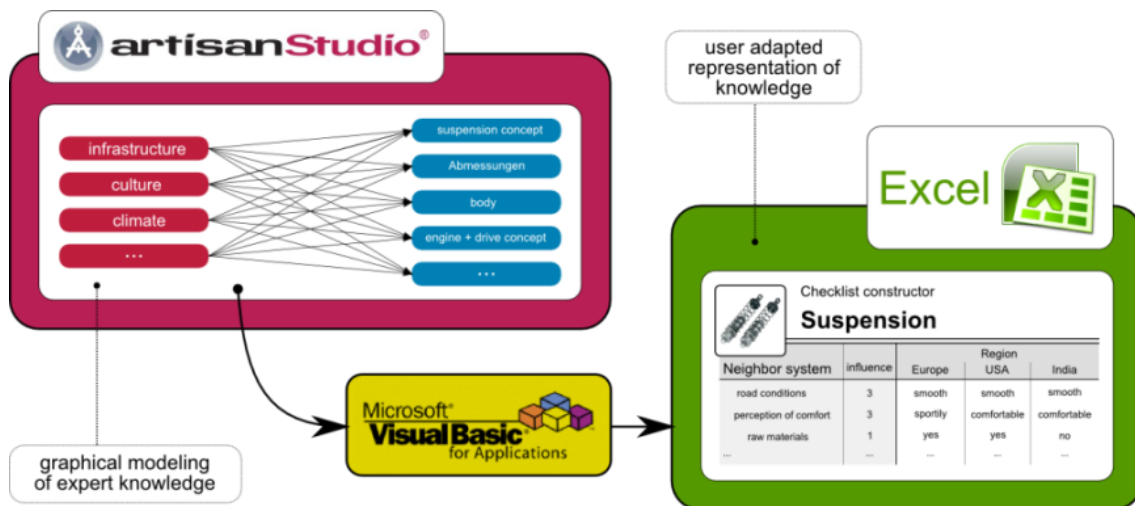 artisanStudio®
infrastructure
culture
climate
...
suspension concept
Abmessungen
body
engine + drive concept
...
graphical modeling
of expert knowledge
Microsoft®
Visual Basic®
for Applications
™
user adapted
representation of
knowledge
Excel
Checklist constructor
Suspension
Region
Neighbor system influence Europe USA India
road conditions 3 smooth smooth smooth
perception of comfort 3 sportily comfortable comfortable
raw materials 1 yes yes no
... ... ... ... ...